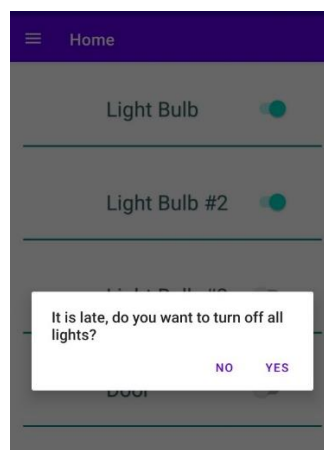 Home
Light Bulb
Light Bulb #2
It is late, do you want to turn off all
lights?
NO YES
Door